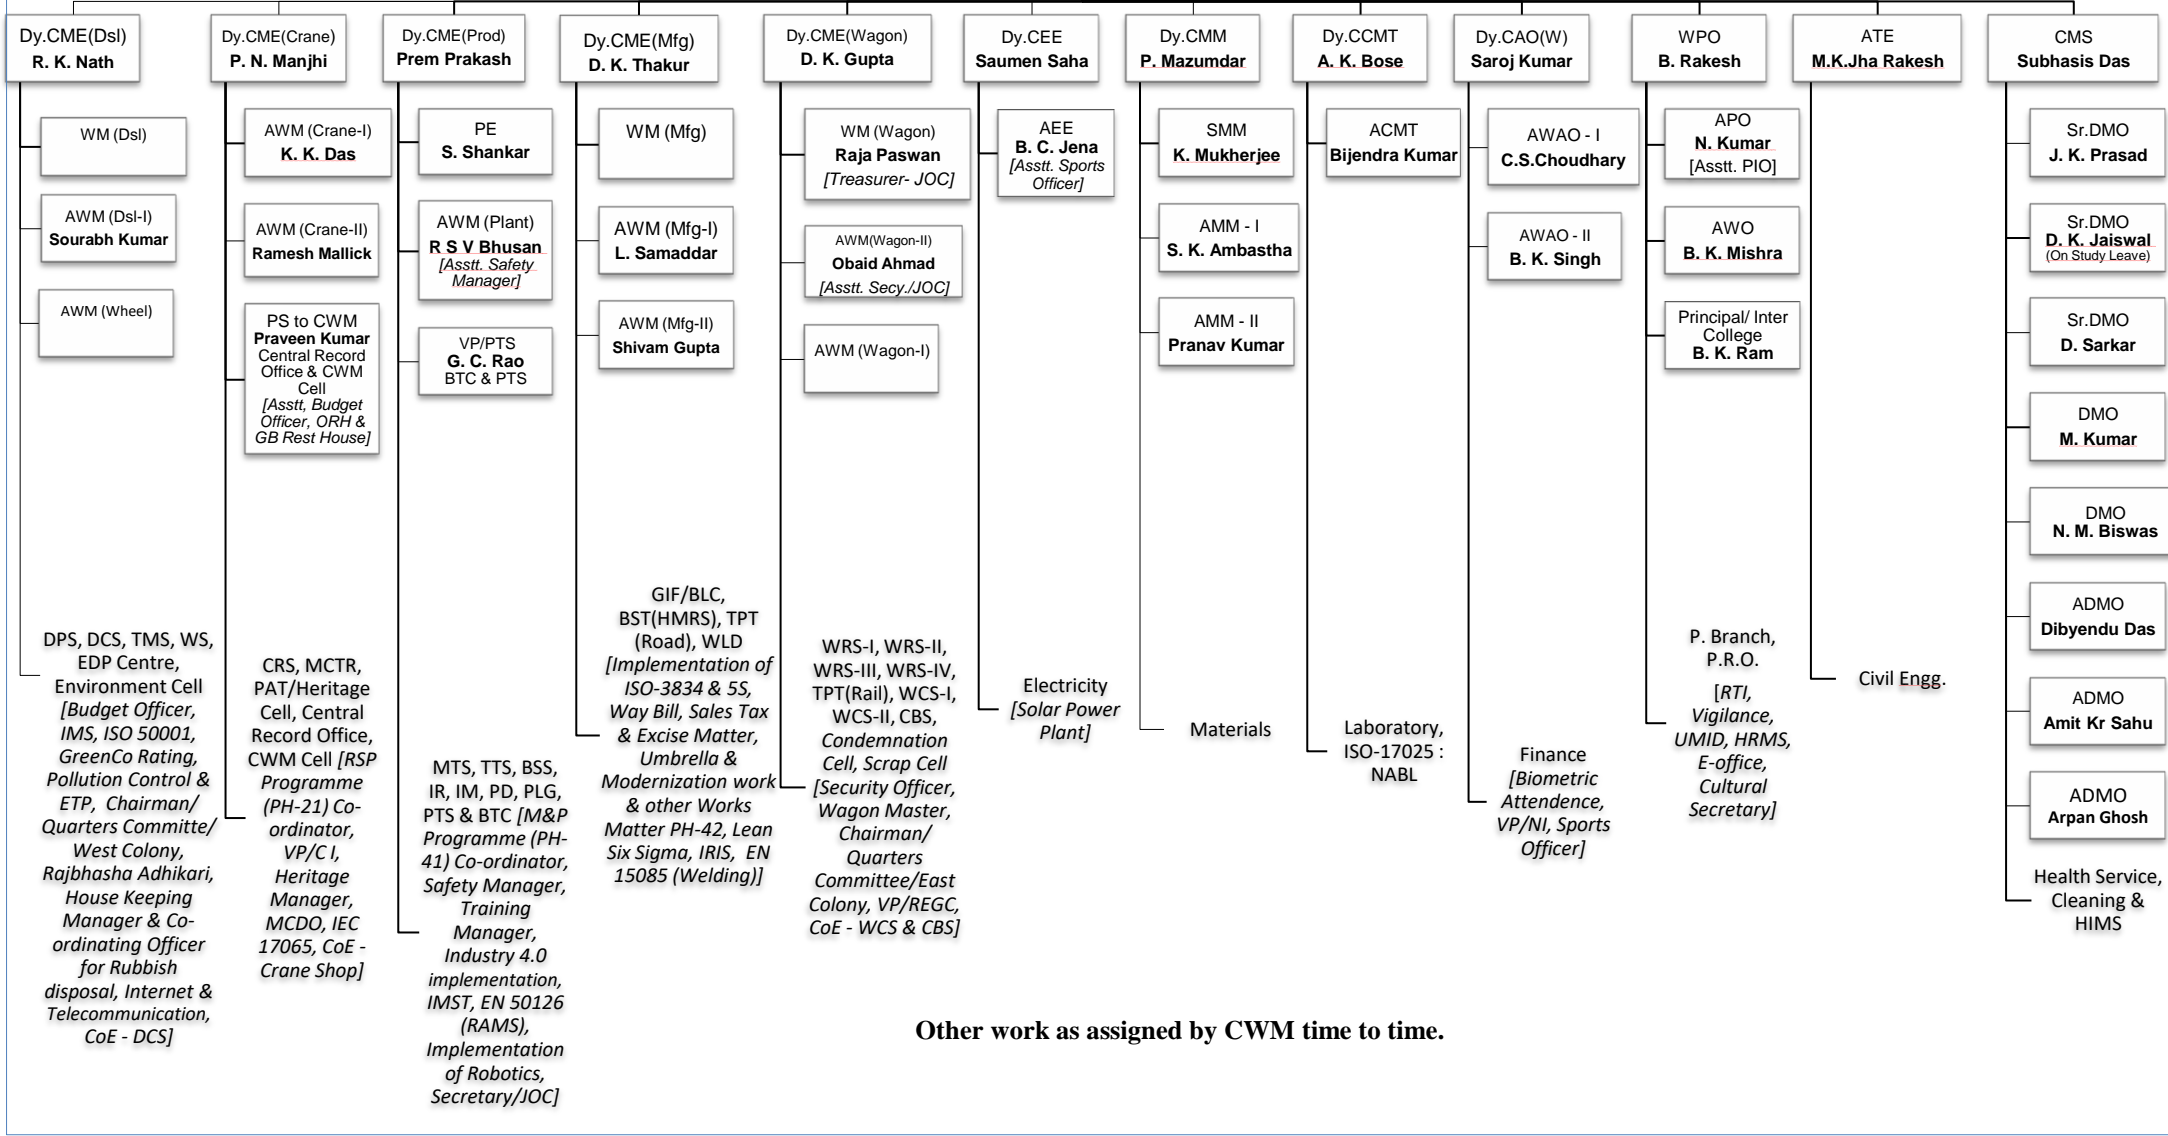 Dy.CME(Dsl)
R. K. Nath
WM (Dsl)
AWM (Dsl-I)
Sourabh Kumar
AWM (Wheel)
DPS, DCS, TMS, WS,
EDP Centre,
Environment Cell
[Budget Officer,
IMS, ISO 50001,
GreenCo Rating,
Pollution Control &
ETP, Chairman/
Quarters Committe/
West Colony,
Rajbhasha Adhikari,
House Keeping
Manager & Co-
ordinating Officer
for Rubbish
disposal, Internet &
Telecommunication,
CoE - DCS]
Dy.CME(Crane)
P. N. Manjhi
AWM (Crane-I)
K. K. Das
AWM (Crane-II)
Ramesh Mallick
PS to CWM
Praveen Kumar
Central Record
Office & CWM
Cell
[Asstt, Budget
Officer, ORH &
GB Rest House]
CRS, MCTR,
PAT/Heritage
Cell, Central
Record Office,
CWM Cell [RSP
Programme
(PH-21) Co-
ordinator,
VP/C I,
Heritage
Manager,
MCDO, IEC
17065, CoE -
Crane Shop]
Dy.CME(Prod)
Prem Prakash
PE
S. Shankar
AWM (Plant)
R S V Bhusan
[Asstt. Safety
Manager]
VP/PTS
G. C. Rao
BTC & PTS
MTS, TTS, BSS,
IR, IM, PD, PLG,
PTS & BTC [M&P
Programme (PH-
41) Co-ordinator,
Safety Manager,
Training
Manager,
Industry 4.0
implementation,
IMST, EN 50126
(RAMS),
Implementation
of Robotics,
Secretary/JOC]
Dy.CME(Mfg)
D. K. Thakur
WM (Mfg)
AWM (Mfg-I)
L. Samaddar
AWM (Mfg-II)
Shivam Gupta
GIF/BLC,
BST(HMRS), TPT
(Road), WLD
[Implementation of
ISO-3834 & 5S,
Way Bill, Sales Tax
& Excise Matter,
Umbrella &
Modernization work
& other Works
Matter PH-42, Lean
Six Sigma, IRIS, EN
15085 (Welding)]
Dy.CME(Wagon)
D. K. Gupta
WM (Wagon)
Raja Paswan
[Treasurer- JOC]
AWM(Wagon-II)
Obaid Ahmad
[Asstt. Secy./JOC]
AWM (Wagon-I)
WRS-I, WRS-II,
WRS-III, WRS-IV,
TPT(Rail), WCS-I,
WCS-II, CBS,
Condemnation
Cell, Scrap Cell
[Security Officer,
Wagon Master,
Chairman/
Quarters
Committee/East
Colony, VP/REGC,
CoE - WCS & CBS]
Dy.CEE
Saumen Saha
AEE
B. C. Jena
[Asstt. Sports
Officer]
Electricity
[Solar Power
Plant]
Dy.CMM
P. Mazumdar
SMM
K. Mukherjee
AMM - I
S. K. Ambastha
AMM - II
Pranav Kumar
Materials
Dy.CCMT
A. K. Bose
ACMT
Bijendra Kumar
Laboratory,
ISO-17025 :
NABL
Dy.CAO(W)
Saroj Kumar
AWAO - I
C.S.Choudhary
AWAO - II
B. K. Singh
Finance
[Biometric
Attendence,
VP/NI, Sports
Officer]
WPO
B. Rakesh
APO
N. Kumar
[Asstt. PIO]
AWO
B. K. Mishra
Principal/ Inter
College
B. K. Ram
P. Branch,
P.R.O.
[RTI,
Vigilance,
UMID, HRMS,
E-office,
Cultural
Secretary]
ATE
M.K.Jha Rakesh
Civil Engg.
CMS
Subhasis Das
Sr.DMO
J. K. Prasad
Sr.DMO
D. K. Jaiswal
(On Study Leave)
Sr.DMO
D. Sarkar
DMO
M. Kumar
DMO
N. M. Biswas
ADMO
Dibyendu Das
ADMO
Amit Kr Sahu
ADMO
Arpan Ghosh
Health Service,
Cleaning &
HIMS
Other work as assigned by CWM time to time.